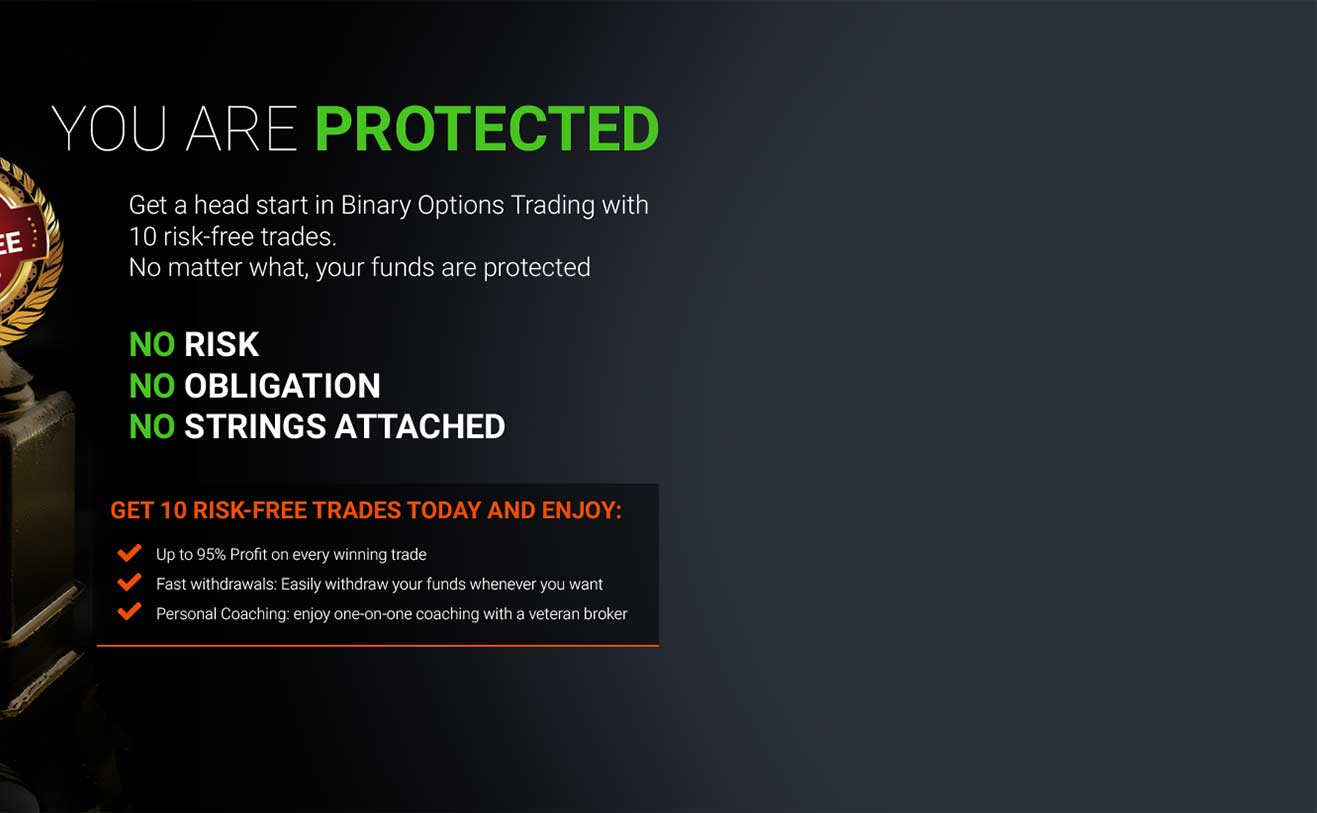 YOU ARE PROTECTED
Get a head start in Binary Options Trading with
10 risk-free trades.
No matter what, your funds are protected
EE
NO RISK
NO OBLIGATION
NO STRINGS ATTACHED
GET 10 RISK-FREE TRADES TODAY AND ENJOY:
Up to 95% Profit on every winning trade
Fast withdrawals: Easily withdraw your funds whenever you want
Personal Coaching: enjoy one-on-one coaching with a veteran broker